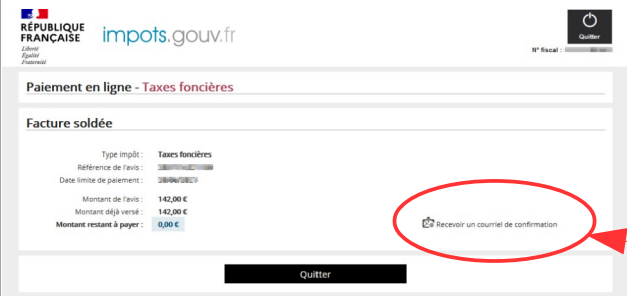 RÉPUBLIQUE
FRANÇAISE
Liberté
Égalité
Fraternité
impots.gouv.fr
Quitter
N° fiscal :
Paiement en ligne - Taxes foncières
Facture soldée
Type impôt : Taxes foncières
Référence de l'avis :
Date limite de paiement :
Montant de l'avis : 142,00 €
Montant déjà versé : 142,00 €
Montant restant à payer : 0,00 €
Recevoir un courriel de confirmation
Quitter